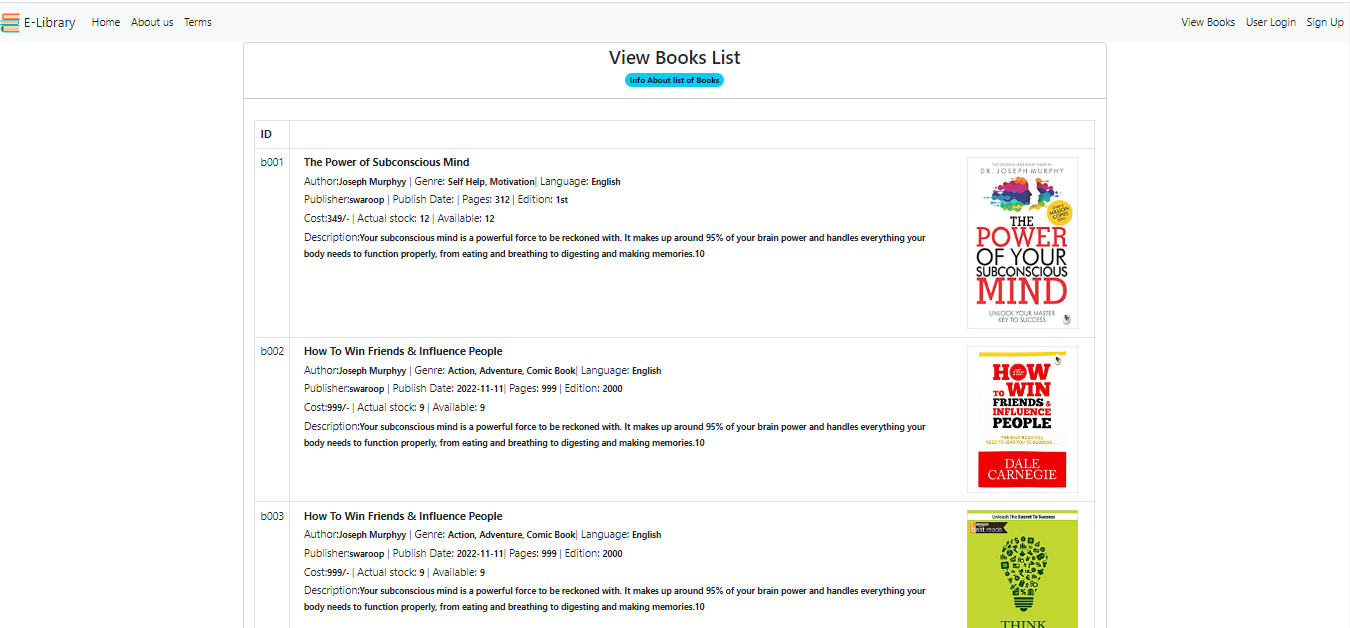 E-Library Home About us Terms View Books User Login Sign Up
View Books List
Info About list of Books
ID
b001
The Power of Subconscious Mind
Author:Joseph Murphyy | Genre: Self Help, Motivation| Language: English
Publisher:swaroop | Publish Date: | Pages: 312 | Edition: 1st
Cost:349/- | Actual stock: 12 | Available: 12
Description:Your subconscious mind is a powerful force to be reckoned with. It makes up around 95% of your brain power and handles everything your
body needs to function properly, from eating and breathing to digesting and making memories.10
DR. JOSEPH MURPHY
THE
POWER
OF YOUR
SUBCONSCIOUS
MIND
UNLOCK YOUR MASTER
KEY TO SUCCESS
b002
How To Win Friends & Influence People
Author:Joseph Murphyy | Genre: Action, Adventure, Comic Book| Language: English
Publisher:swaroop | Publish Date: 2022-11-11| Pages: 999 | Edition: 2000
Cost:999/- | Actual stock: 9 | Available: 9
Description:Your subconscious mind is a powerful force to be reckoned with. It makes up around 95% of your brain power and handles everything your
body needs to function properly, from eating and breathing to digesting and making memories.10
HOW
TO WIN
FRIENDS &
INFLUENCE
PEOPLE
THE ONLY BOOK YOU
NEED TO LEAD YOU TO SUCCESS....
DALE
CARNEGIE
b003
How To Win Friends & Influence People
Author:Joseph Murphyy | Genre: Action, Adventure, Comic Book| Language: English
Publisher:swaroop | Publish Date: 2022-11-11| Pages: 999 | Edition: 2000
Cost:999/- | Actual stock: 9 | Available: 9
Description:Your subconscious mind is a powerful force to be reckoned with. It makes up around 95% of your brain power and handles everything your
body needs to function properly, from eating and breathing to digesting and making memories.10
Unleash The Secret To Success
amazon
best reads
THINK